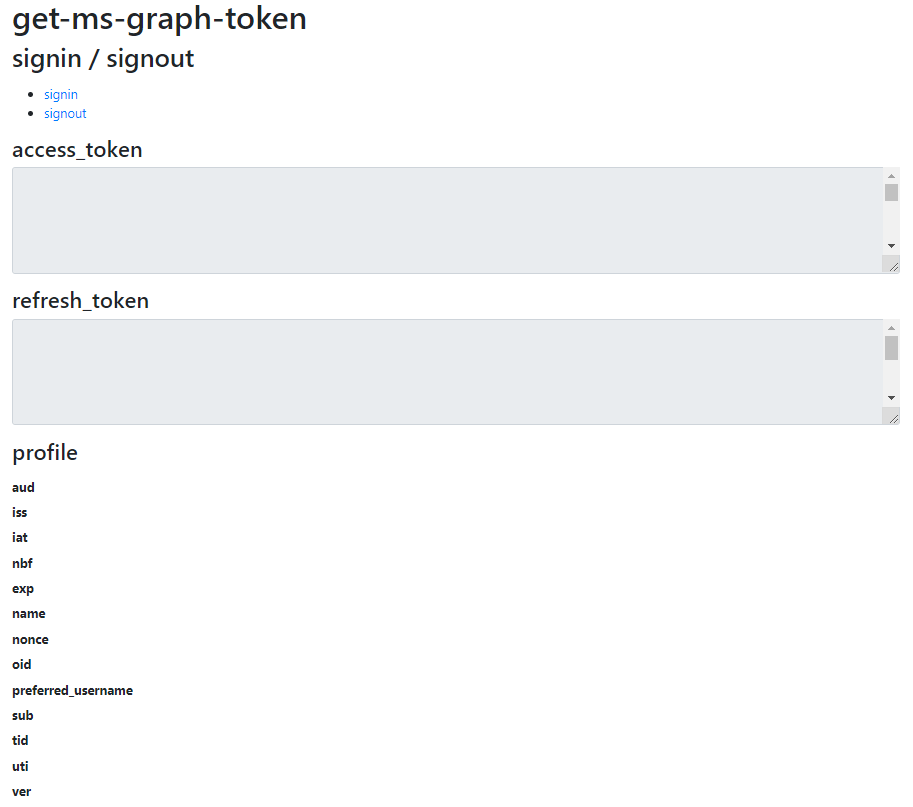 get-ms-graph-token
signin / signout
signin
signout
access_token
refresh_token
profile
aud
iss
iat
nbf
exp
name
nonce
oid
preferred_username
sub
tid
uti
ver